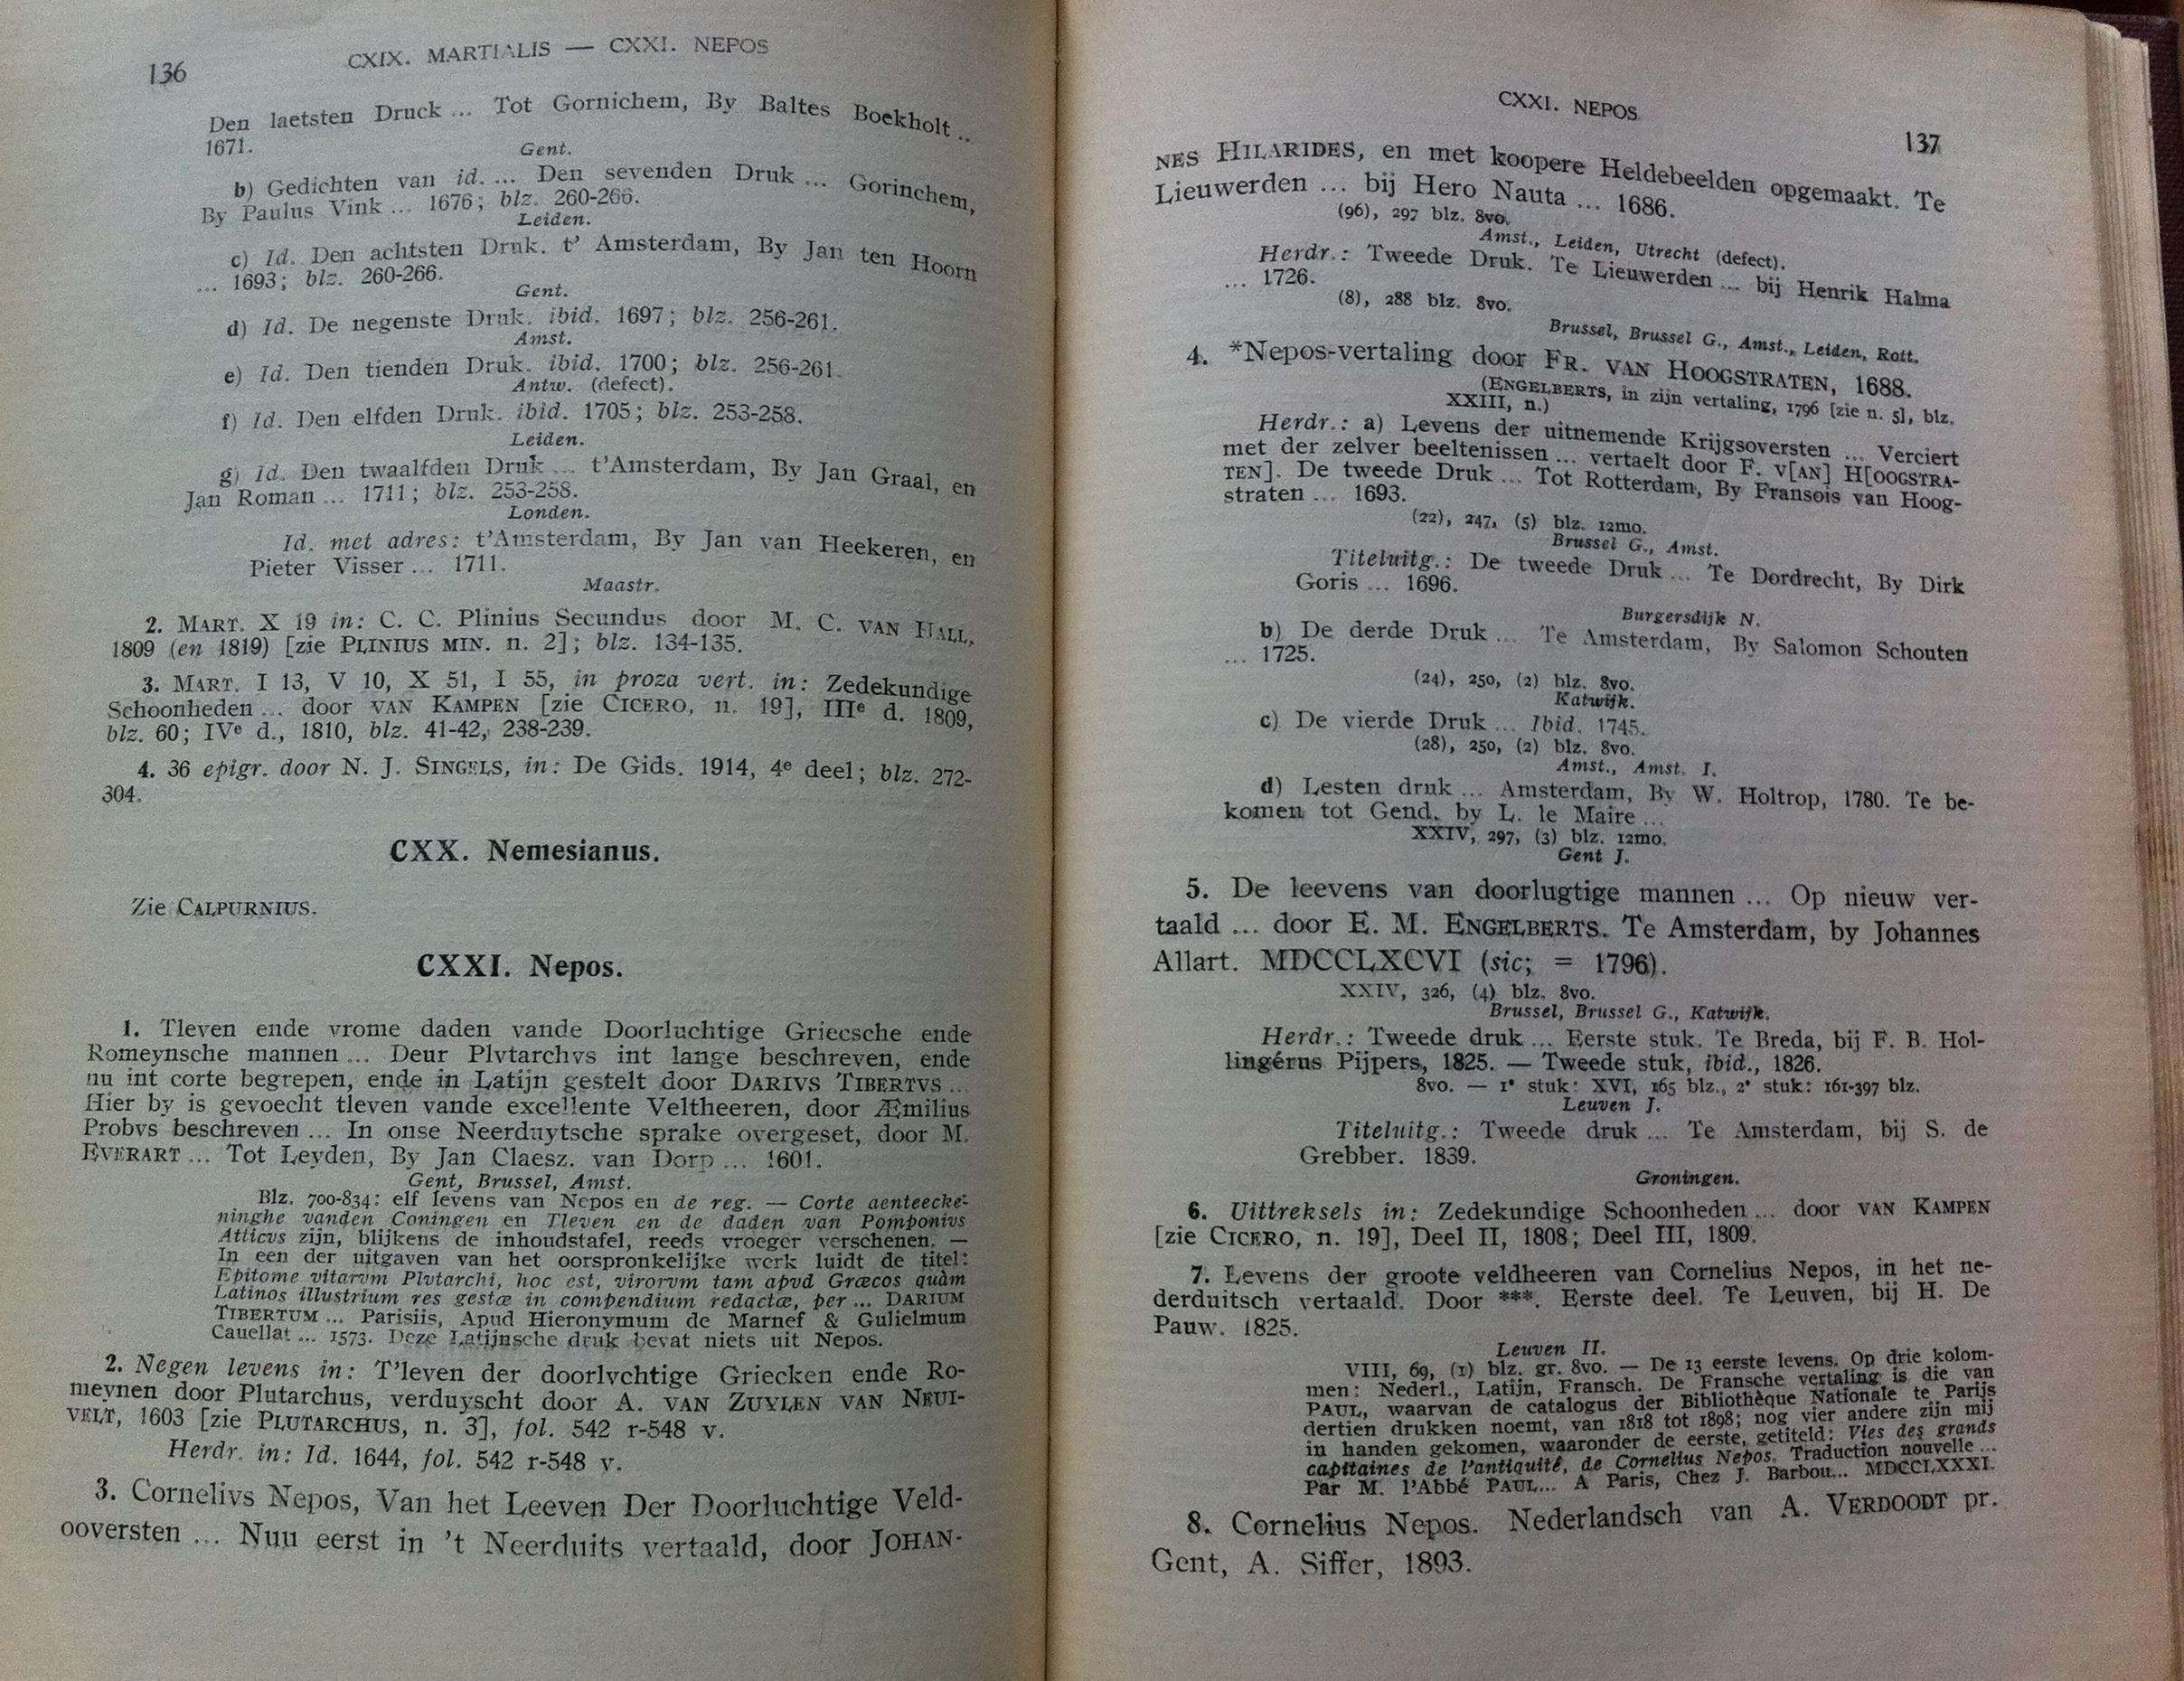 136
CXIX. MARTIALIS — CXXI. NEPOS
Den laetsten Druck ... Tot Gornichem, By Baltes Boekholt ..
1671.
Gent.
b) Gedichten van id. ... Den sevenden Druk ... Gorinchem,
By Paulus Vink ... 1676; blz. 260-266.
Leiden.
c) Id. Den achtsten Druk. t' Amsterdam, By Jan ten Hoorn
... 1693; blz. 260-266.
Gent.
d) Id. De negenste Druk. ibid. 1697; blz. 256-261.
Amst.
e) Id. Den tienden Druk. ibid. 1700; blz. 256-261.
Antw. (defect).
f) Id. Den elfden Druk. ibid. 1705; blz. 253-258.
Leiden.
g) Id. Den twaalfden Druk ... t'Amsterdam, By Jan Graal, en
Jan Roman ... 1711; blz. 253-258.
Londen.
Id. met adres: t'Amsterdam, By Jan van Heekeren, en
Pieter Visser ... 1711.
Maastr.
2. MART. X 19 in: C. C. Plinius Secundus door M. C. VAN HALL,
1809 (en 1819) [zie PLINIUS MIN. n. 2]; blz. 134-135.
3. MART. I 13, V 10, X 51, I 55, in proza vert. in: Zedekundige
Schoonheden ... door VAN KAMPEN [zie CICERO, n. 19], IIIe d. 1809,
blz. 60; IVe d., 1810, blz. 41-42, 238-239.
4. 36 epigr. door N. J. SINGELS, in: De Gids. 1914, 4e deel; blz. 272-
304.
CXX. Nemesianus.
Zie CALPURNIUS.
CXXI. Nepos.
1. Tleven ende vrome daden vande Doorluchtige Griecsche ende
Romeynsche mannen ... Deur Plvtarchvs int lange beschreven, ende
nu int corte begrepen, ende in Latijn gestelt door DARIVS TIBERTVS ...
Hier by is gevoecht tleven vande excellente Veltheeren, door Æmilius
Probvs beschreven ... In onse Neerduytsche sprake overgeset, door M.
EVERART ... Tot Leyden, By Jan Claesz. van Dorp ... 1601.
Gent, Brussel, Amst.
Blz. 700-834: elf levens van Nepos en de reg. — Corte aenteecke-
ninghe vanden Coningen en Tleven en de daden van Pomponivs
Atticvs zijn, blijkens de inhoudstafel, reeds vroeger verschenen. —
In een der uitgaven van het oorspronkelijke werk luidt de titel:
Epitome vitarvm Plvtarchi, hoc est, virorvm tam apvd Græcos quàm
Latinos illustrium res gestæ in compendium redactæ, per ... DARIUM
TIBERTUM ... Parisiis, Apud Hieronymum de Marnef & Gulielmum
Cauellat ... 1573. Deze Latijnsche druk bevat niets uit Nepos.
2. Negen levens in: T'leven der doorlvchtige Griecken ende Ro-
meynen door Plutarchus, verduyscht door A. VAN ZUYLEN VAN NEUI-
VELT, 1603 [zie PLUTARCHUS, n. 3], fol. 542 r-548 v.
Herdr. in: Id. 1644, fol. 542 r-548 v.
3. Cornelivs Nepos, Van het Leeven Der Doorluchtige Veld-
ooversten ... Nuu eerst in 't Neerduits vertaald, door JOHAN-
CXXI. NEPOS
137
NES HILARIDES, en met koopere Heldebeelden opgemaakt. Te
Lieuwerden ... bij Hero Nauta ... 1686.
(96), 297 blz. 8vo.
Amst., Leiden, Utrecht (defect).
Herdr.: Tweede Druk. Te Lieuwerden ... bij Henrik Halma
... 1726.
(8), 288 blz. 8vo.
Brussel, Brussel G., Amst., Leiden, Rott.
4. *Nepos-vertaling door FR. VAN HOOGSTRATEN, 1688.
(ENGELBERTS, in zijn vertaling, 1796 [zie n. 5], blz.
XXIII, n.)
Herdr.: a) Levens der uitnemende Krijgsoversten ... Verciert
met der zelver beeltenissen ... vertaelt door F. V[AN] H[OOGSTRA-
TEN]. De tweede Druk ... Tot Rotterdam, By Fransois van Hoog-
straten ... 1693.
(22), 247, (5) blz. 12mo.
Brussel G., Amst.
Titeluitg.: De tweede Druk ... Te Dordrecht, By Dirk
Goris ... 1696.
Burgersdijk N.
b) De derde Druk ... Te Amsterdam, By Salomon Schouten
... 1725.
(24), 250, (2) blz. 8vo.
Katwijk.
c) De vierde Druk ... Ibid. 1745.
(28), 250, (2) blz. 8vo.
Amst., Amst. I.
d) Lesten druk ... Amsterdam, By W. Holtrop, 1780. Te be-
komen tot Gend, by L. le Maire ...
XXIV, 297, (3) blz. 12mo.
Gent J.
5. De leevens van doorlugtige mannen ... Op nieuw ver-
taald ... door E. M. ENGELBERTS. Te Amsterdam, by Johannes
Allart. MDCCLXCVI (sic; = 1796).
XXIV, 326, (4) blz. 8vo.
Brussel, Brussel G., Katwijk.
Herdr.: Tweede druk ... Eerste stuk. Te Breda, bij F. B. Hol-
lingérus Pijpers, 1825. — Tweede stuk, ibid., 1826.
8vo. — 1e stuk: XVI, 165 blz., 2e stuk: 161-397 blz.
Leuven J.
Titeluitg.: Tweede druk ... Te Amsterdam, bij S. de
Grebber. 1839.
Groningen.
6. Uittreksels in: Zedekundige Schoonheden ... door VAN KAMPEN
[zie CICERO, n. 19], Deel II, 1808; Deel III, 1809.
7. Levens der groote veldheeren van Cornelius Nepos, in het ne-
derduitsch vertaald. Door ***. Eerste deel. Te Leuven, bij H. De
Pauw. 1825.
Leuven II.
VIII, 69, (1) blz. gr. 8vo. — De 13 eerste levens. Op drie kolom-
men: Nederl., Latijn, Fransch. De Fransche vertaling is die van
PAUL, waarvan de catalogus der Bibliothèque Nationale te Parijs
dertien drukken noemt, van 1818 tot 1898; nog vier andere zijn mij
in handen gekomen, waaronder de eerste, getiteld: Vies des grands
capitaines de l'antiquité, de Cornelius Nepos. Traduction nouvelle ...
Par M. l'Abbé PAUL... A Paris, Chez J. Barbou... MDCCLXXXI.
8. Cornelius Nepos. Nederlandsch van A. VERDOODT pr.
Gent, A. Siffer, 1893.